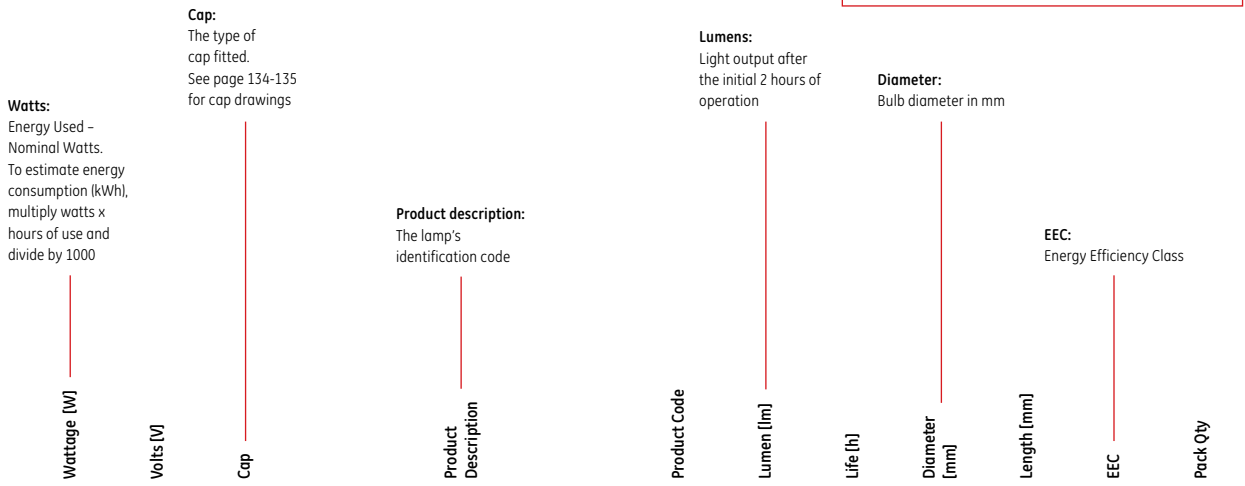 Cap:
The type of
cap fitted.
See page 134-135
for cap drawings
Lumens:
Light output after
the initial 2 hours of
operation
Diameter:
Bulb diameter in mm
Watts:
Energy Used –
Nominal Watts.
To estimate energy
consumption (kWh),
multiply watts x
hours of use and
divide by 1000
Product description:
The lamp's
identification code
EEC:
Energy Efficiency Class
Wattage [W]
Volts [V]
Cap
Product
Description
Product Code
Lumen [lm]
Life [h]
Diameter
[mm]
Length [mm]
EEC
Pack Qty